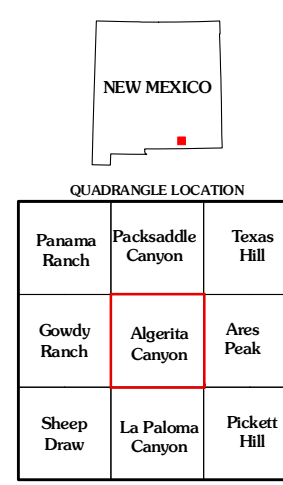 NEW MEXICO
QUADRANGLE LOCATION
Panama
Ranch
Packsaddle
Canyon
Texas
Hill
Gowdy
Ranch
Algerita
Canyon
Ares
Peak
Sheep
Draw
La Paloma
Canyon
Pickett
Hill